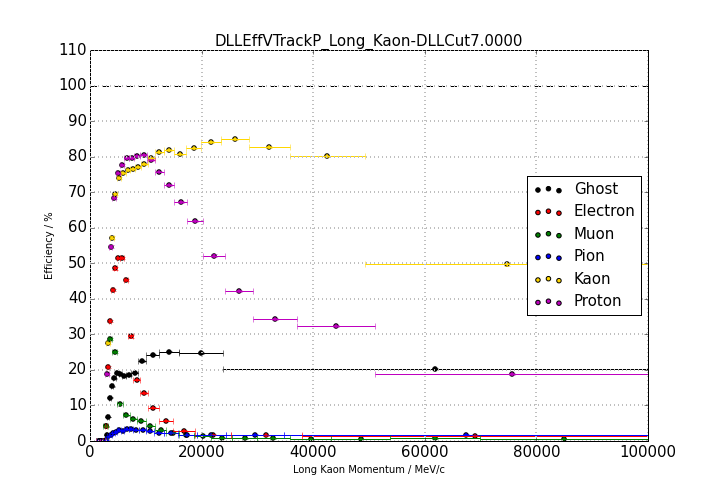 DLLEffVTrackP_Long_Kaon-DLLCut7.0000
110
100
90
80
70
60
50
40
30
20
10
0
Efficiency / %
Ghost
Electron
Muon
Pion
Kaon
Proton
0 20000 40000 60000 80000 100000
Long Kaon Momentum / MeV/c